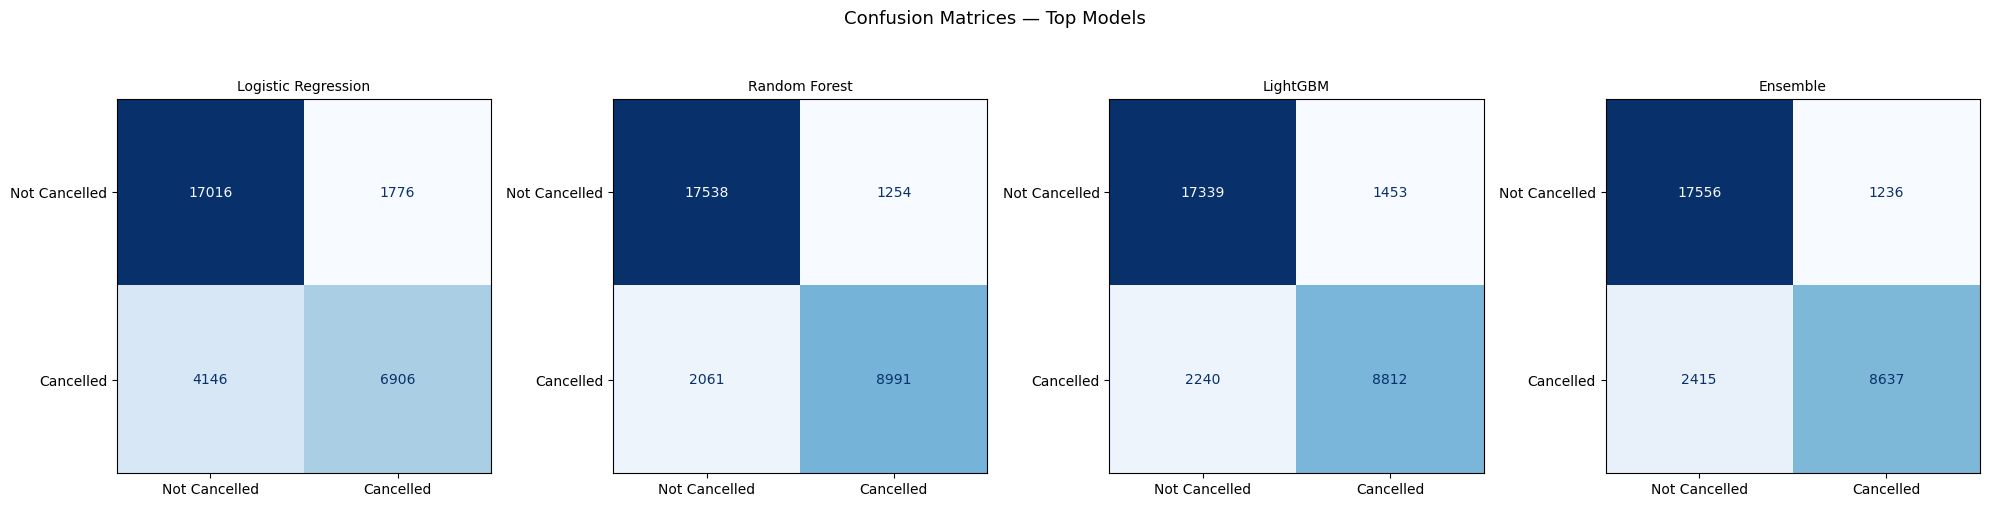 Confusion Matrices — Top Models
Logistic Regression
Not Cancelled
17016
1776
Cancelled
4146
6906
Not Cancelled
Cancelled
Random Forest
Not Cancelled
17538
1254
Cancelled
2061
8991
Not Cancelled
Cancelled
LightGBM
Not Cancelled
17339
1453
Cancelled
2240
8812
Not Cancelled
Cancelled
Ensemble
Not Cancelled
17556
1236
Cancelled
2415
8637
Not Cancelled
Cancelled